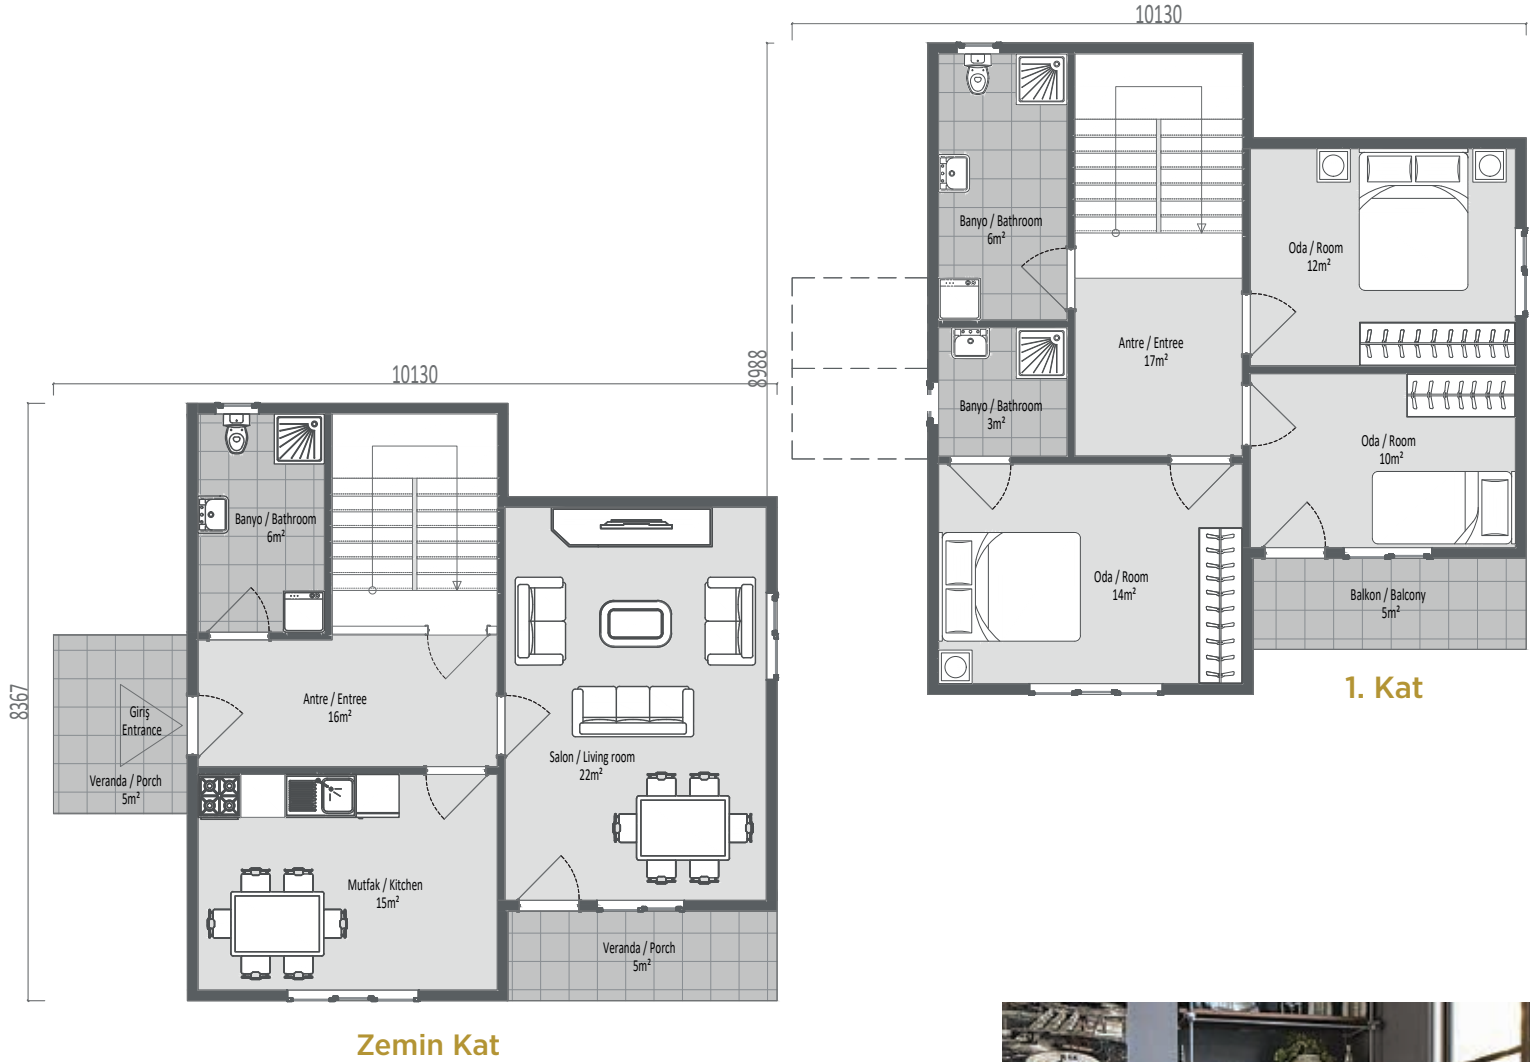 10130
8988
Banyo / Bathroom
6m²
Oda / Room
12m²
Antre / Entree
17m²
Banyo / Bathroom
3m²
Oda / Room
10m²
Oda / Room
14m²
Balkon / Balcony
5m²
1. Kat
10130
8367
Banyo / Bathroom
6m²
Antre / Entree
16m²
Giriş
Entrance
Veranda / Porch
5m²
Salon / Living room
22m²
Mutfak / Kitchen
15m²
Veranda / Porch
5m²
Zemin Kat